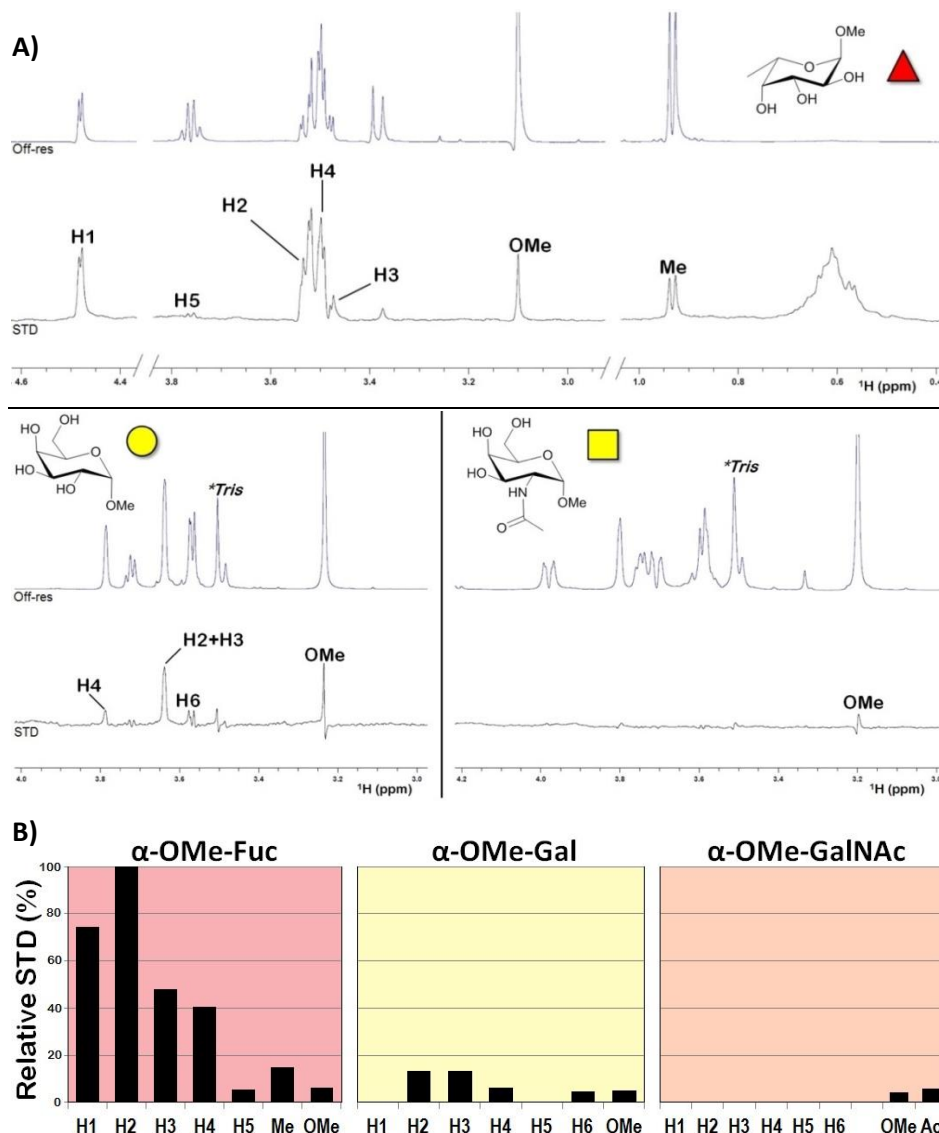 A)
OMe
O
OH
OH
OH
Off-res
H4
H2
H1
OMe
H3
Me
H5
STD
4.6 4.4 3.8 3.6 3.4 3.2 3.0 1.0 0.8 0.6 0.4
¹H (ppm)
OH
HO
O
HO
HO
OMe
*Tris
Off-res
H2+H3
OMe
H4
H6
STD
4.0 3.8 3.6 3.4 3.2 3.0
¹H (ppm)
OH
HO
O
HO
HN
OMe
O
*Tris
Off-res
OMe
STD
4.2 4.0 3.8 3.6 3.4 3.2 3.0
¹H (ppm)
B)
α-OMe-Fuc α-OMe-Gal α-OMe-GalNAc
Relative STD (%)
100
80
60
40
20
0
H1 H2 H3 H4 H5 Me OMe
H1 H2 H3 H4 H5 H6 OMe
H1 H2 H3 H4 H5 H6 OMe Ac